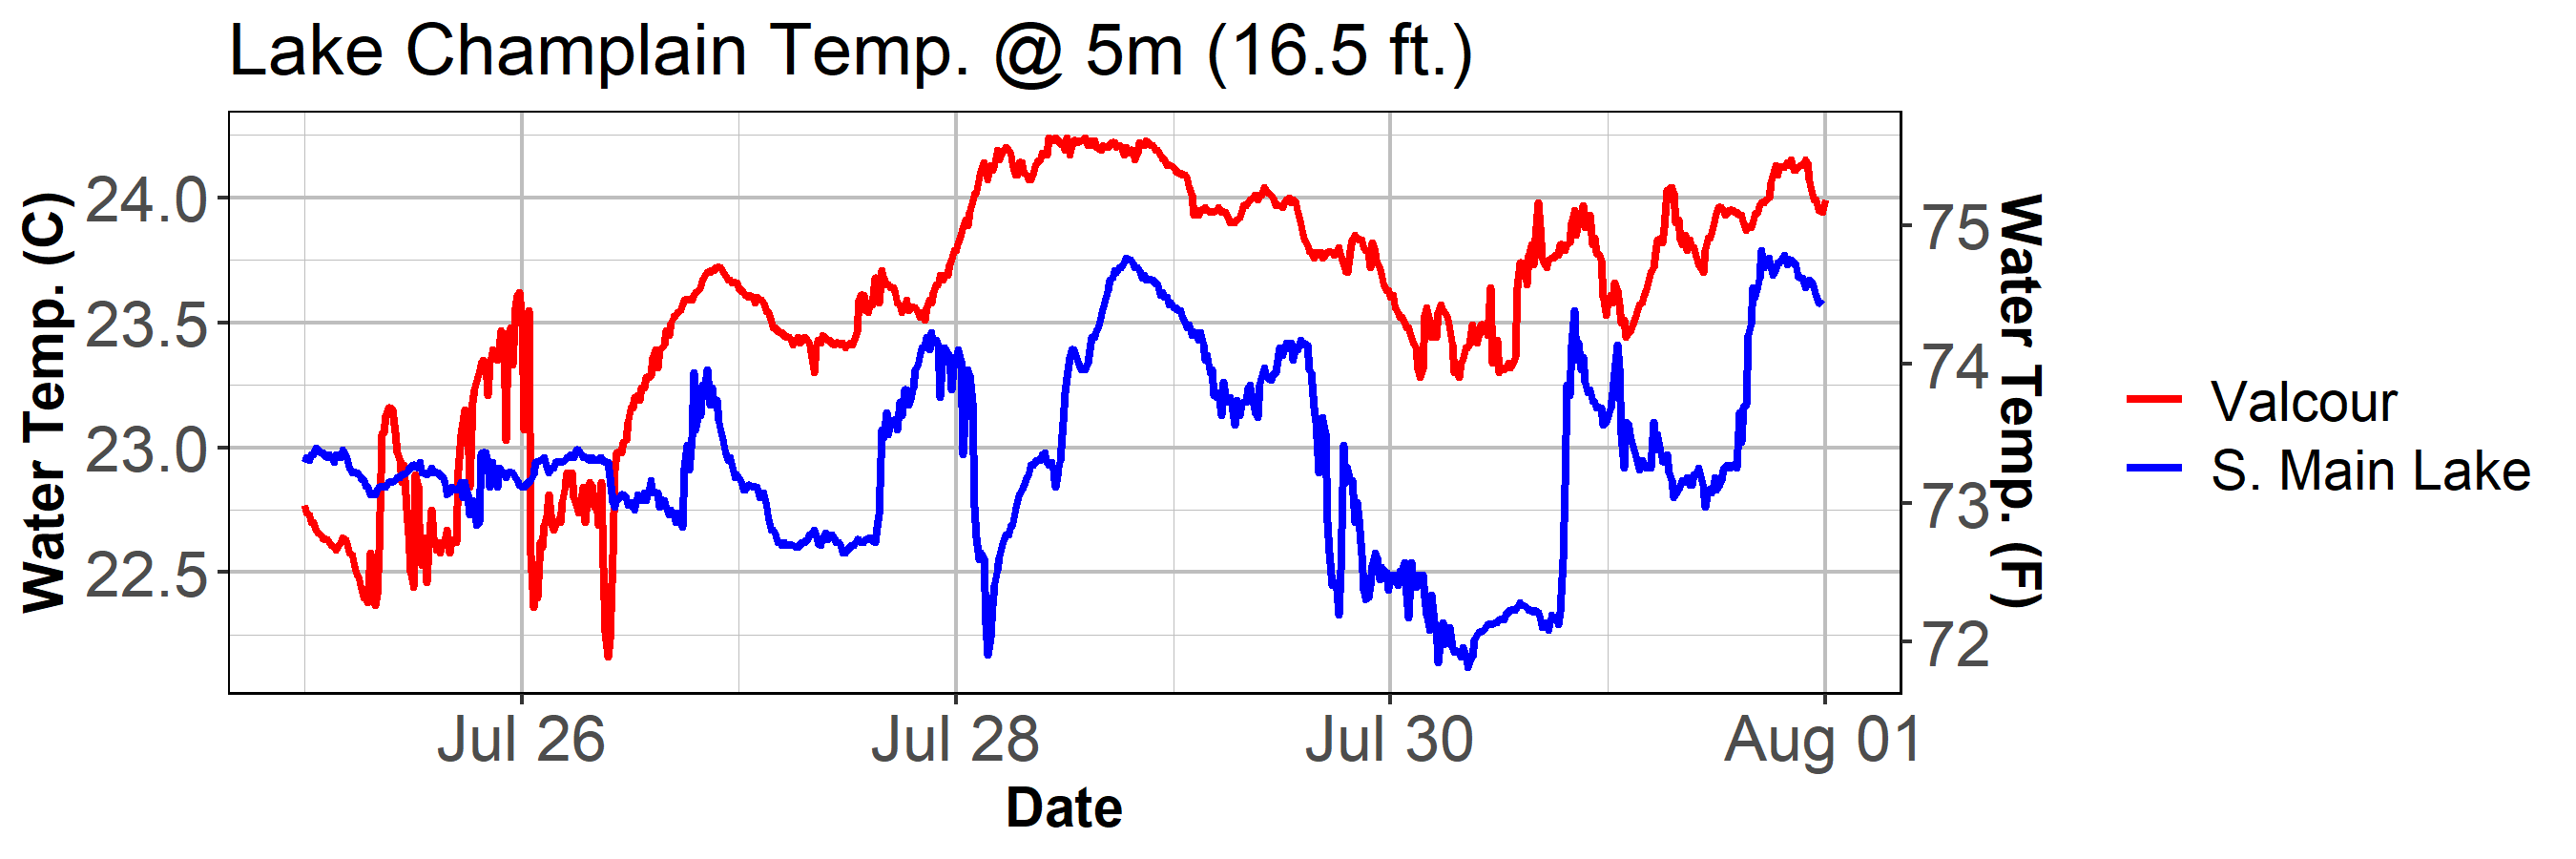 Lake Champlain Temp. @ 5m (16.5 ft.)
Water Temp. (C)
24.0
23.5
23.0
22.5
75
74
73
72
Water Temp. (F)
Jul 26
Jul 28
Jul 30
Aug 01
Date
Valcour
S. Main Lake